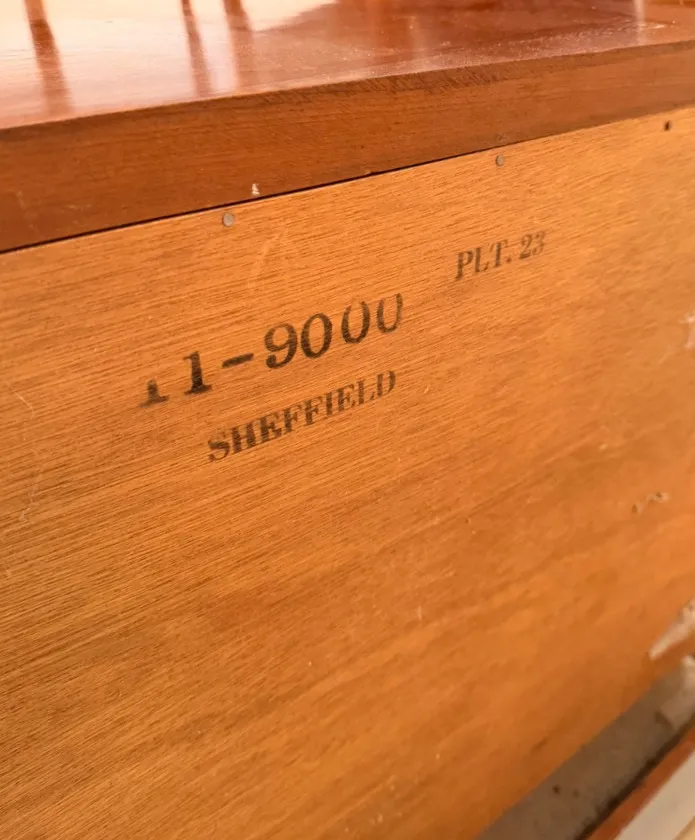 PLT. 23
11-9000
SHEFFIELD